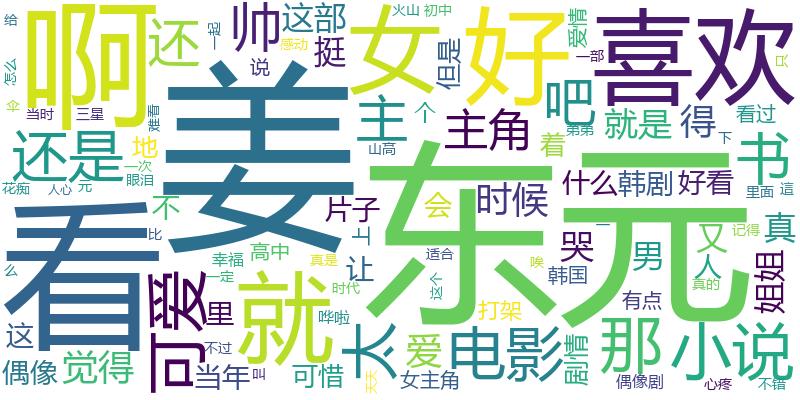 给
啊
还
帅
这部
女
火山
初中
好
爱情
喜欢
怎么
一起
感动
说
挺
但是
一部
只
伞
当时
三星
难看
姜
主
个
吧
弟弟
就是
得
看过
下
还是
地
山高
主角
着
书
花痴
人心
元
一次
眼泪
不
片子
东元
会
时候
什么
韩剧
好看
里面
這
看
比
幸福
高中
上
哭
男
又
人
记得
真
么
可爱
就
真是
一定
让
适合
这个
唉
韩国
有点
真的
姐姐
里
时代
哗啦
打架
那
小说
这
偶像
觉得
不过
当年
叫
可惜
太
天天
爱
女主角
电影
剧情
偶像剧
心疼
不错
一